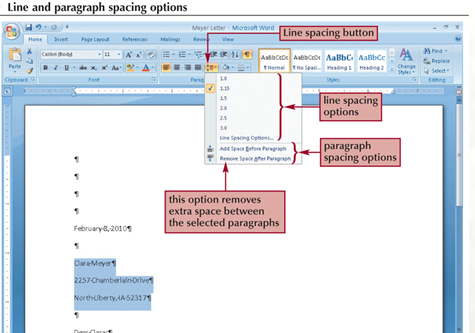 Line and paragraph spacing options
Meyer Letter - Microsoft Word
Line spacing button
Home Insert Page Layout References Mailings Review View
Calibri (Body) 11
AaBbCcDc AaBbCcDc AaBbC AaBbCc
¶ Normal ¶ No Spac... Heading 1 Heading 2
Paste
Change Styles
Find
Replace
Select
Clipboard Font Styles Editing
1.0
1.15
1.5
2.0
2.5
3.0
Line Spacing Options...
Add Space Before Paragraph
Remove Space After Paragraph
line spacing
options
paragraph
spacing options
this option removes
extra space between
the selected paragraphs
¶
¶
¶
¶
February·8,·2010¶
¶
Clara·Meyer¶
2257·Chamberlain·Drive¶
North·Liberty,·IA·52317¶
¶
Dear·Clara:¶